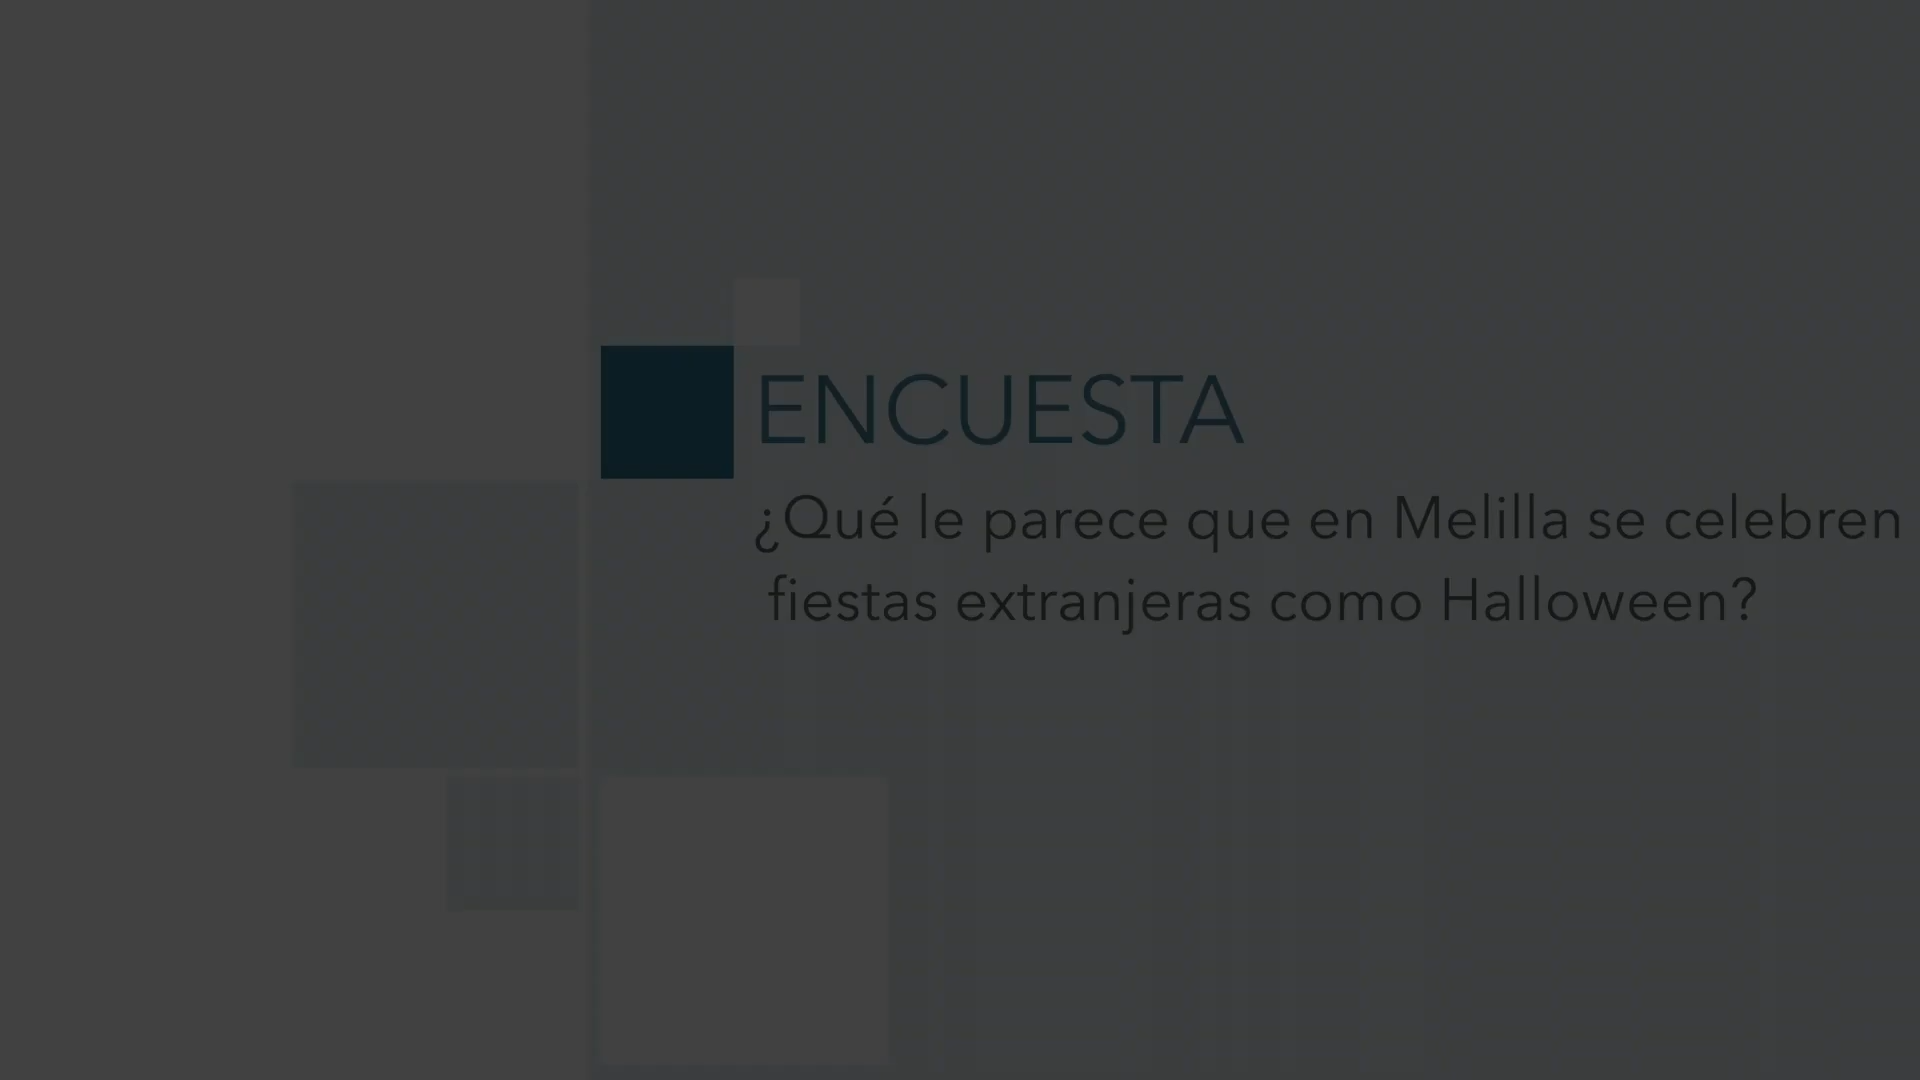 ENCUESTA
¿Qué le parece que en Melilla se celebren
fiestas extranjeras como Halloween?